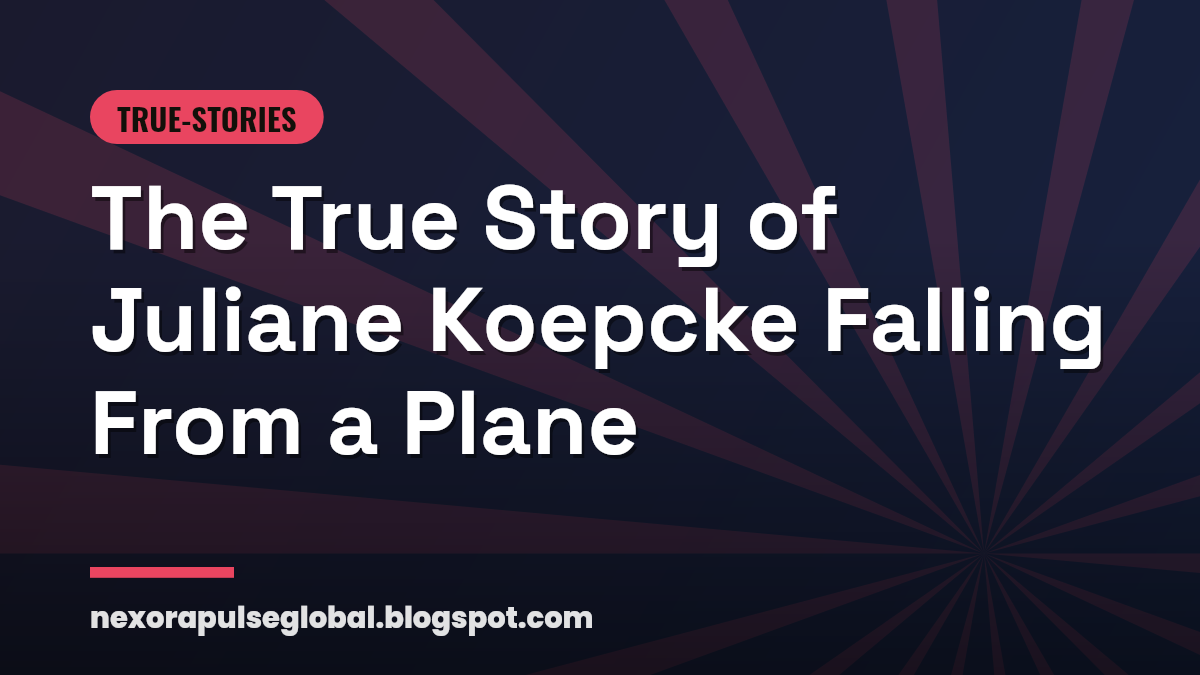 TRUE-STORIES
The True Story of
Juliane Koepcke Falling
From a Plane
nexorapulseglobal.blogspot.com